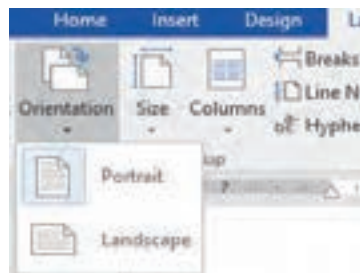 Home Insert Design L
Breaks
Orientation Size Columns Line N
Hyphe
Portrait
Landscape